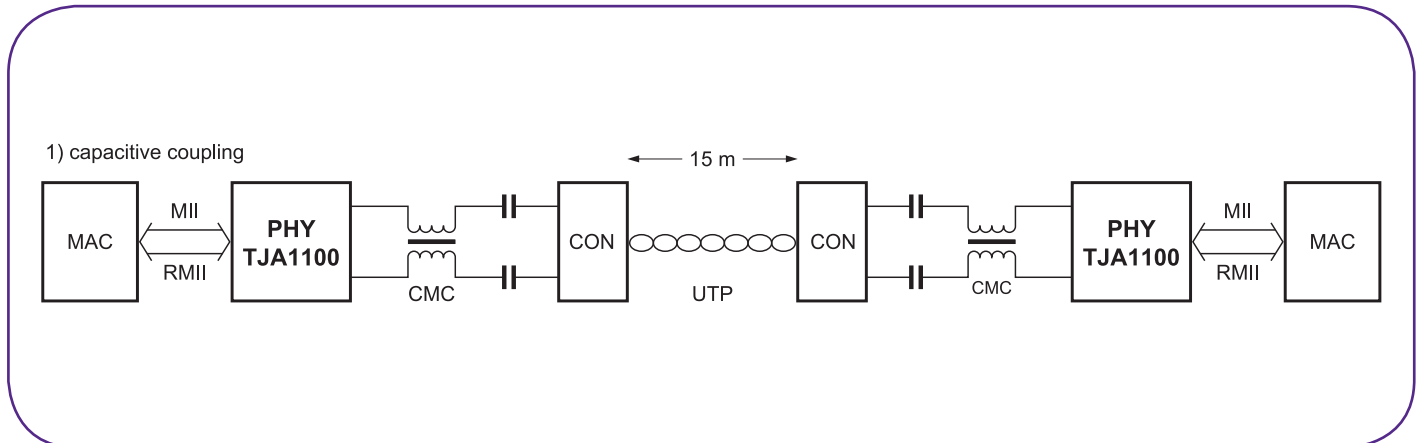 1) capacitive coupling
15 m
MAC
MII
RMII
PHY
TJA1100
CMC
CON
UTP
CON
CMC
PHY
TJA1100
MII
RMII
MAC